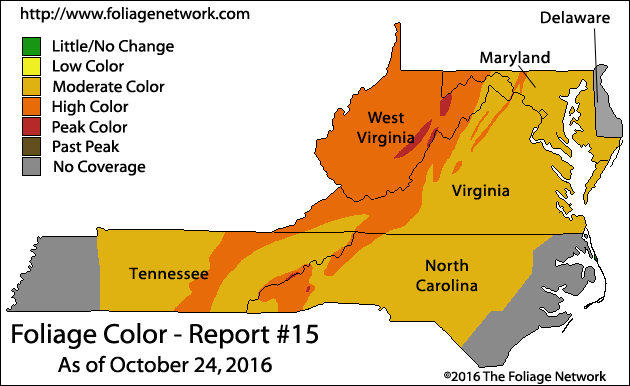 http://www.foliagenetwork.com
Delaware
Little/No Change
Low Color
Moderate Color
High Color
Peak Color
Past Peak
No Coverage
Maryland
West
Virginia
Virginia
Tennessee
North
Carolina
Foliage Color - Report #15
As of October 24, 2016
©2016 The Foliage Network